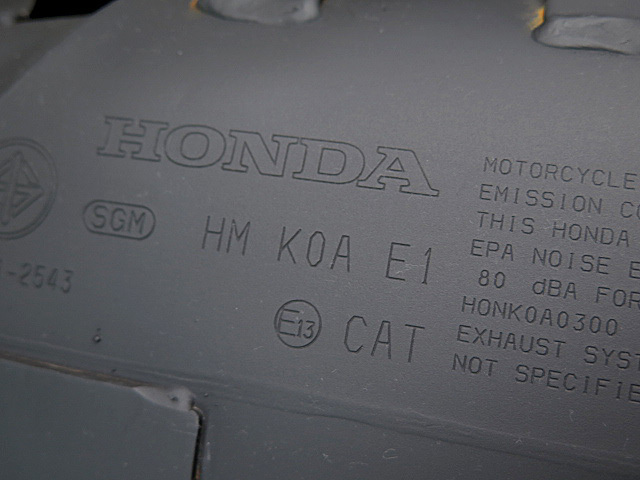 HONDA
SGM
HM K0A E1
-2543
E13
CAT
MOTORCYCLE
EMISSION CO
THIS HONDA
EPA NOISE E
80 dBA FOR
HONK0A0300
EXHAUST SYST
NOT SPECIFIE